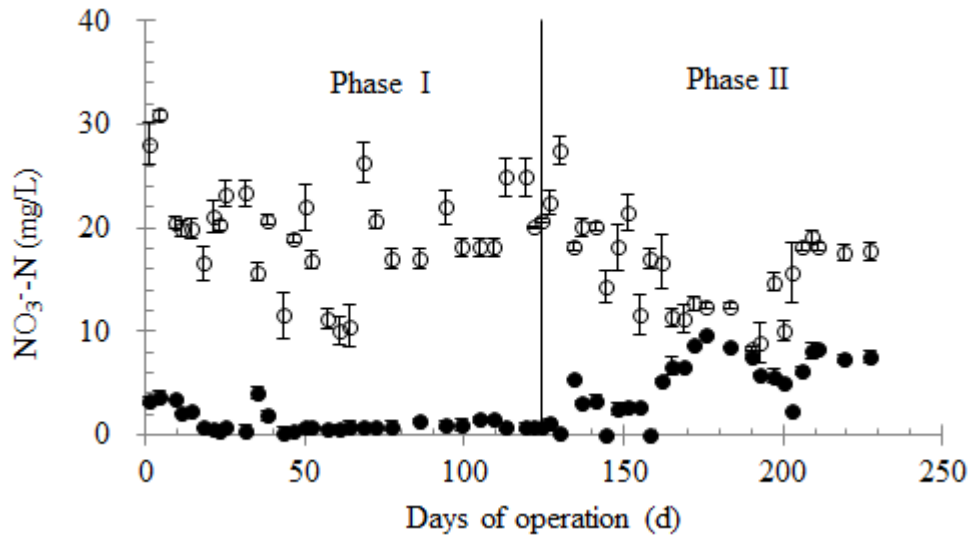 40
30
20
10
0
NO₃⁻-N (mg/L)
Phase I
Phase II
0 50 100 150 200 250
Days of operation (d)